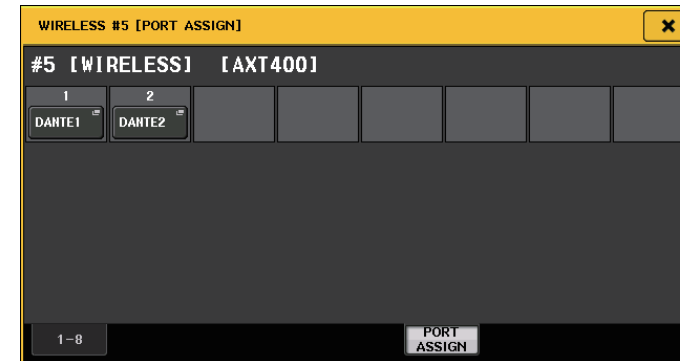 WIRELESS #5 [PORT ASSIGN]
#5 [WIRELESS] [AXT400]
1 2
DANTE1 DANTE2
1-8
PORT
ASSIGN